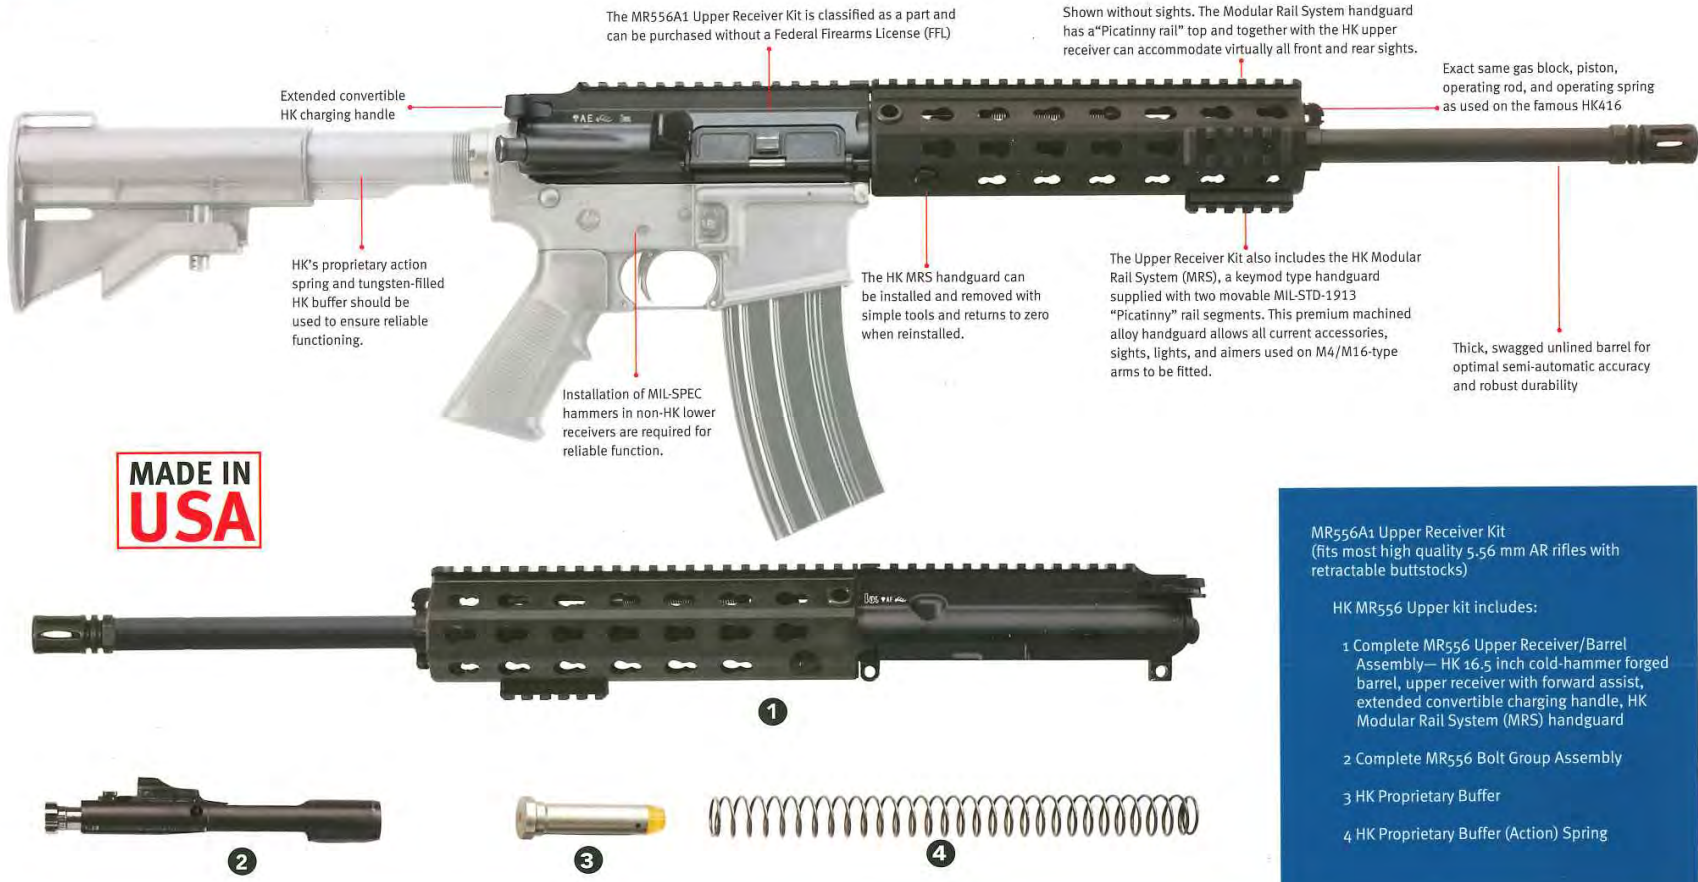 The MR556A1 Upper Receiver Kit is classified as a part and
can be purchased without a Federal Firearms License (FFL)
Shown without sights. The Modular Rail System handguard
has a"Picatinny rail" top and together with the HK upper
receiver can accommodate virtually all front and rear sights.
Exact same gas block, piston,
operating rod, and operating spring
as used on the famous HK416
Extended convertible
HK charging handle
HK's proprietary action
spring and tungsten-filled
HK buffer should be
used to ensure reliable
functioning.
Installation of MIL-SPEC
hammers in non-HK lower
receivers are required for
reliable function.
The HK MRS handguard can
be installed and removed with
simple tools and returns to zero
when reinstalled.
The Upper Receiver Kit also includes the HK Modular
Rail System (MRS), a keymod type handguard
supplied with two movable MIL-STD-1913
"Picatinny" rail segments. This premium machined
alloy handguard allows all current accessories,
sights, lights, and aimers used on M4/M16-type
arms to be fitted.
Thick, swagged unlined barrel for
optimal semi-automatic accuracy
and robust durability
MADE IN
USA
1
2
3
4
MR556A1 Upper Receiver Kit
(fits most high quality 5.56 mm AR rifles with
retractable buttstocks)
HK MR556 Upper kit includes:
1 Complete MR556 Upper Receiver/Barrel
Assembly— HK 16.5 inch cold-hammer forged
barrel, upper receiver with forward assist,
extended convertible charging handle, HK
Modular Rail System (MRS) handguard
2 Complete MR556 Bolt Group Assembly
3 HK Proprietary Buffer
4 HK Proprietary Buffer (Action) Spring